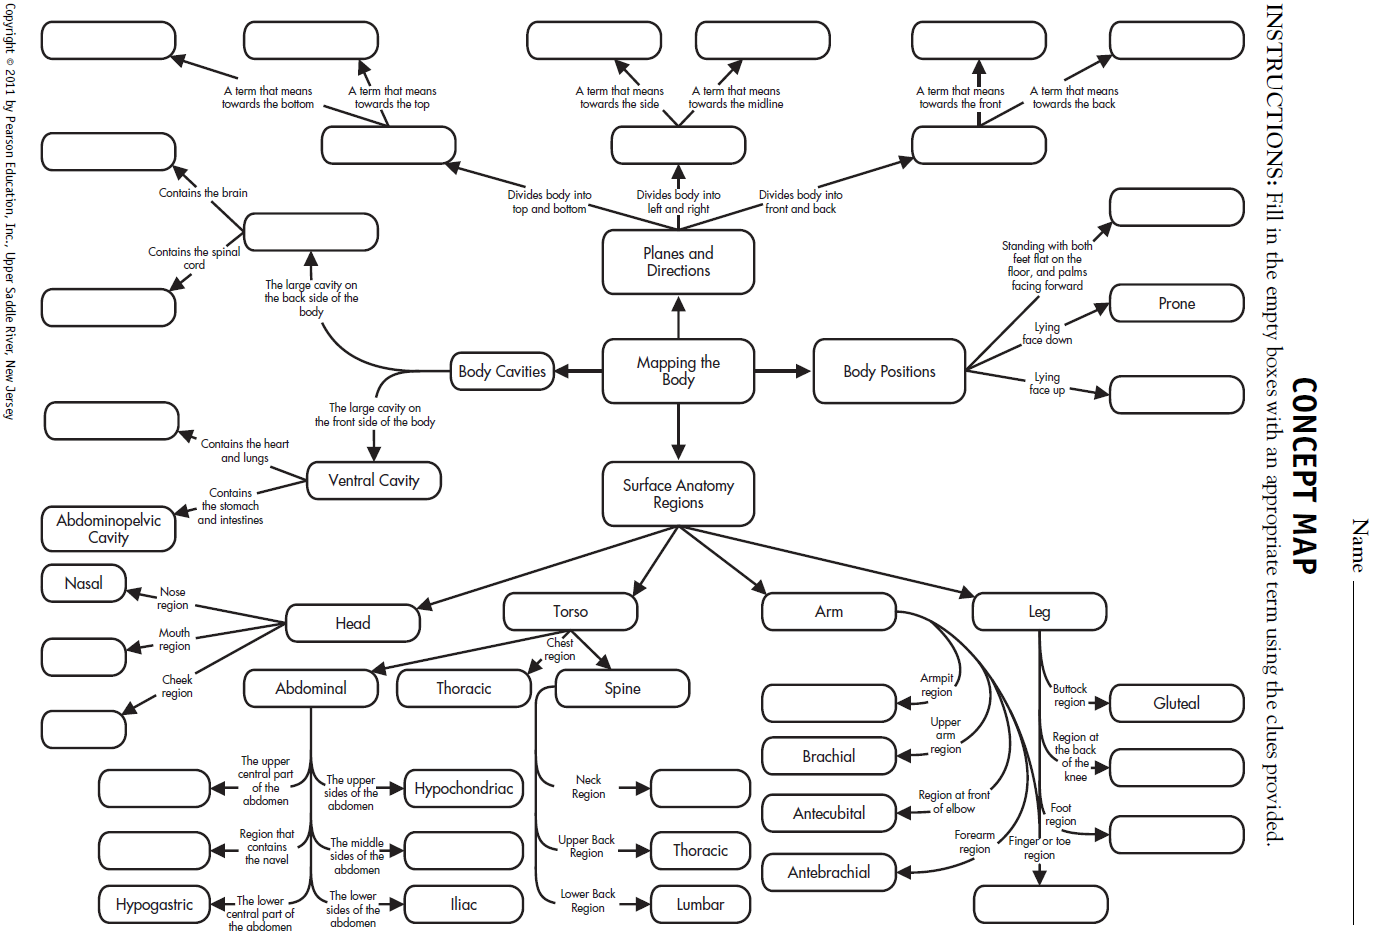 Name
CONCEPT MAP
INSTRUCTIONS: Fill in the empty boxes with an appropriate term using the clues provided.
A term that means
towards the bottom
A term that means
towards the top
A term that means
towards the side
A term that means
towards the midline
A term that means
towards the front
A term that means
towards the back
Divides body into
top and bottom
Divides body into
left and right
Divides body into
front and back
Planes and
Directions
Contains the brain
Contains the spinal
cord
The large cavity on
the back side of the
body
Body Cavities
Mapping the
Body
Body Positions
Standing with both
feet flat on the
floor, and palms
facing forward
Lying
face down
Prone
Lying
face up
The large cavity on
the front side of the body
Ventral Cavity
Contains the heart
and lungs
Contains
the stomach
and intestines
Abdominopelvic
Cavity
Surface Anatomy
Regions
Head
Nose
region
Nasal
Mouth
region
Cheek
region
Torso
Chest
region
Abdominal
Thoracic
Spine
The upper
central part
of the
abdomen
The upper
sides of the
abdomen
Hypochondriac
Region that
contains
the navel
The middle
sides of the
abdomen
Hypogastric
The lower
central part of
the abdomen
The lower
sides of the
abdomen
Iliac
Neck
Region
Upper Back
Region
Thoracic
Lower Back
Region
Lumbar
Arm
Armpit
region
Upper
arm
region
Brachial
Region at front
of elbow
Antecubital
Forearm
region
Antebrachial
Finger or toe
region
Leg
Buttock
region
Gluteal
Region at
the back
of the
knee
Foot
region
Copyright © 2011 by Pearson Education, Inc., Upper Saddle River, New Jersey